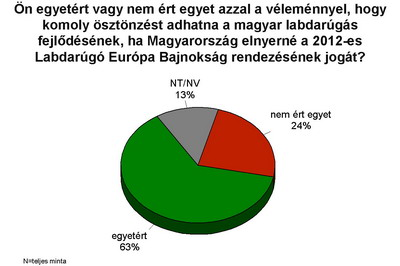 Ön egyetért vagy nem ért egyet azzal a véleménnyel, hogy
komoly ösztönzést adhatna a magyar labdarúgás
fejlődésének, ha Magyarország elnyerné a 2012-es
Labdarúgó Európa Bajnokság rendezésének jogát?
NT/NV
13%
nem ért egyet
24%
egyetért
63%
N=teljes minta